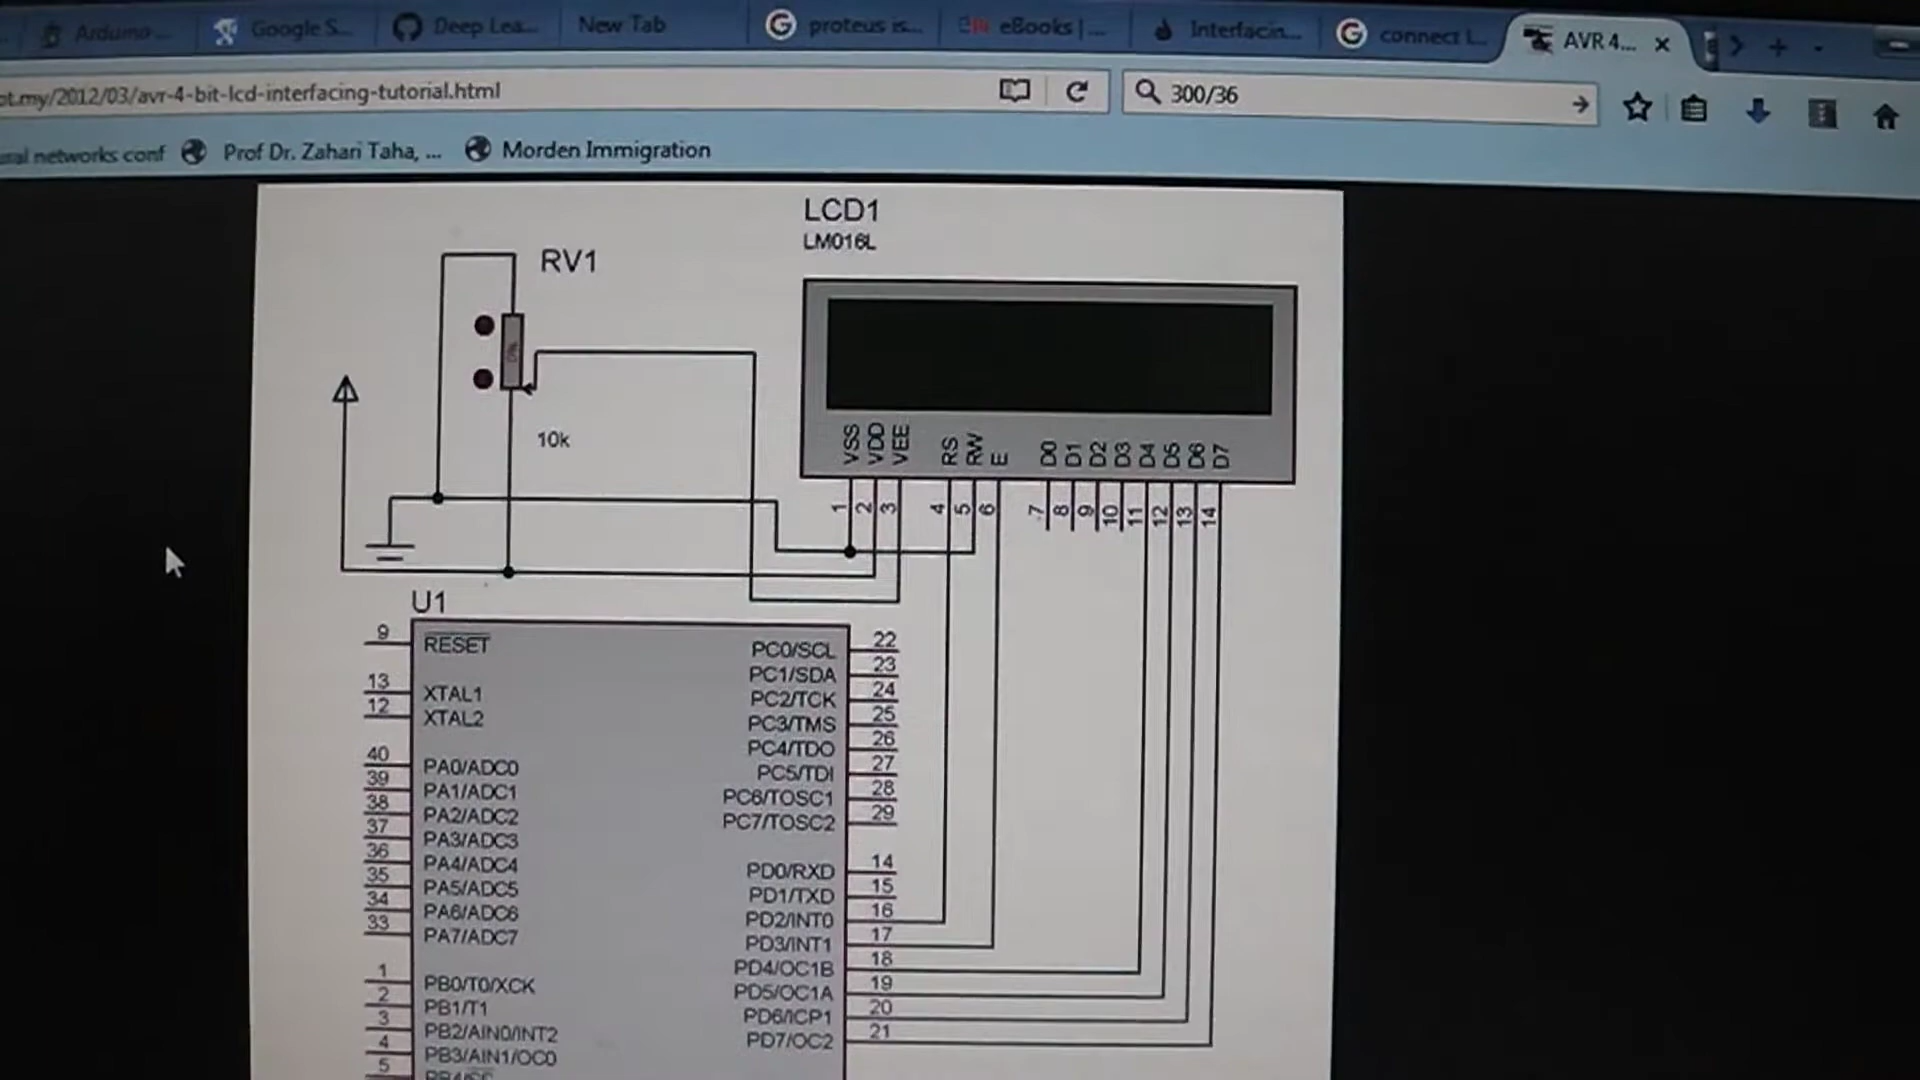 Arduino ...
Google S...
Deep Lea...
New Tab
proteus is...
eBooks | ...
Interfacin...
connect L...
AVR 4...
ot.my/2012/03/avr-4-bit-lcd-interfacing-tutorial.html
300/36
networks conf
Prof Dr. Zahari Taha, ...
Morden Immigration
LCD1
LM016L
RV1
10k
VSS
VDD
VEE
RS
RW
E
D0
D1
D2
D3
D4
D5
D6
D7
1
2
3
4
5
6
7
8
9
10
11
12
13
14
U1
9
RESET
13
XTAL1
12
XTAL2
40
PA0/ADC0
39
PA1/ADC1
38
PA2/ADC2
37
PA3/ADC3
36
PA4/ADC4
35
PA5/ADC5
34
PA6/ADC6
33
PA7/ADC7
1
PB0/T0/XCK
2
PB1/T1
3
PB2/AIN0/INT2
4
PB3/AIN1/OC0
5
PC0/SCL
22
PC1/SDA
23
PC2/TCK
24
PC3/TMS
25
PC4/TDO
26
PC5/TDI
27
PC6/TOSC1
28
PC7/TOSC2
29
PD0/RXD
14
PD1/TXD
15
PD2/INT0
16
PD3/INT1
17
PD4/OC1B
18
PD5/OC1A
19
PD6/ICP1
20
PD7/OC2
21